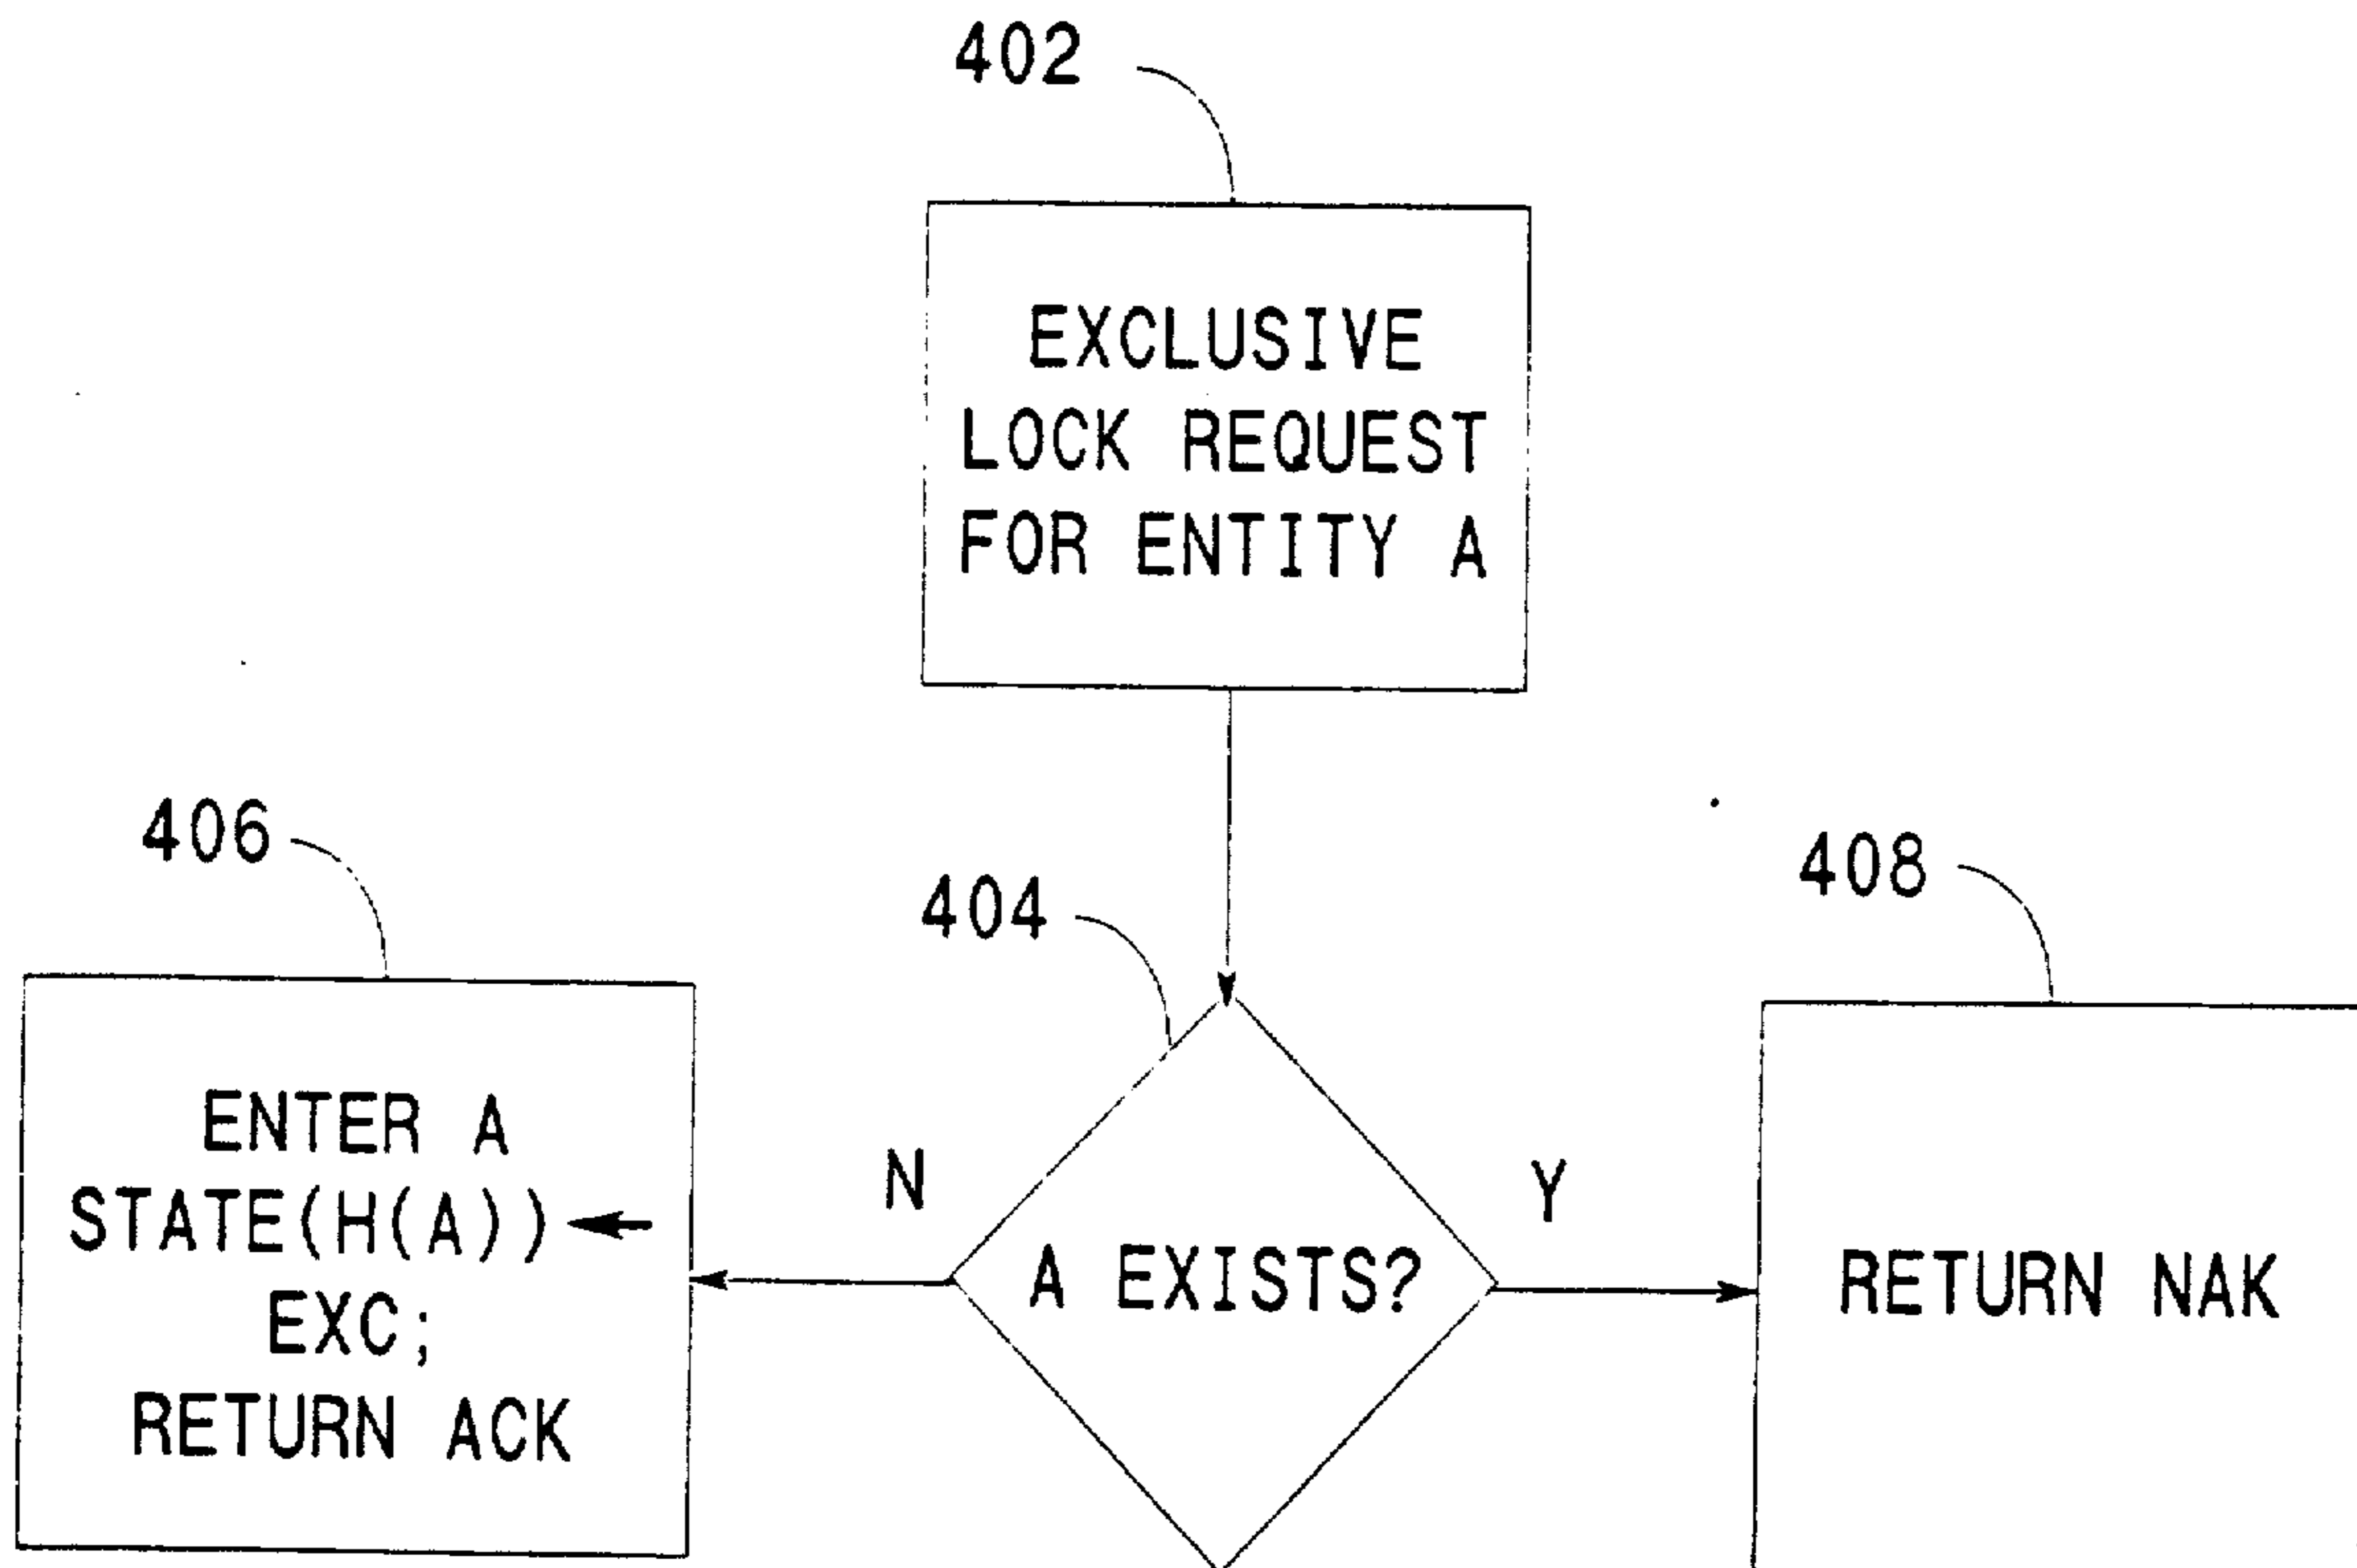 402
EXCLUSIVE
LOCK REQUEST
FOR ENTITY A
406
404
408
ENTER A
STATE(H(A)) ←
EXC;
RETURN ACK
N
A EXISTS?
Y
RETURN NAK